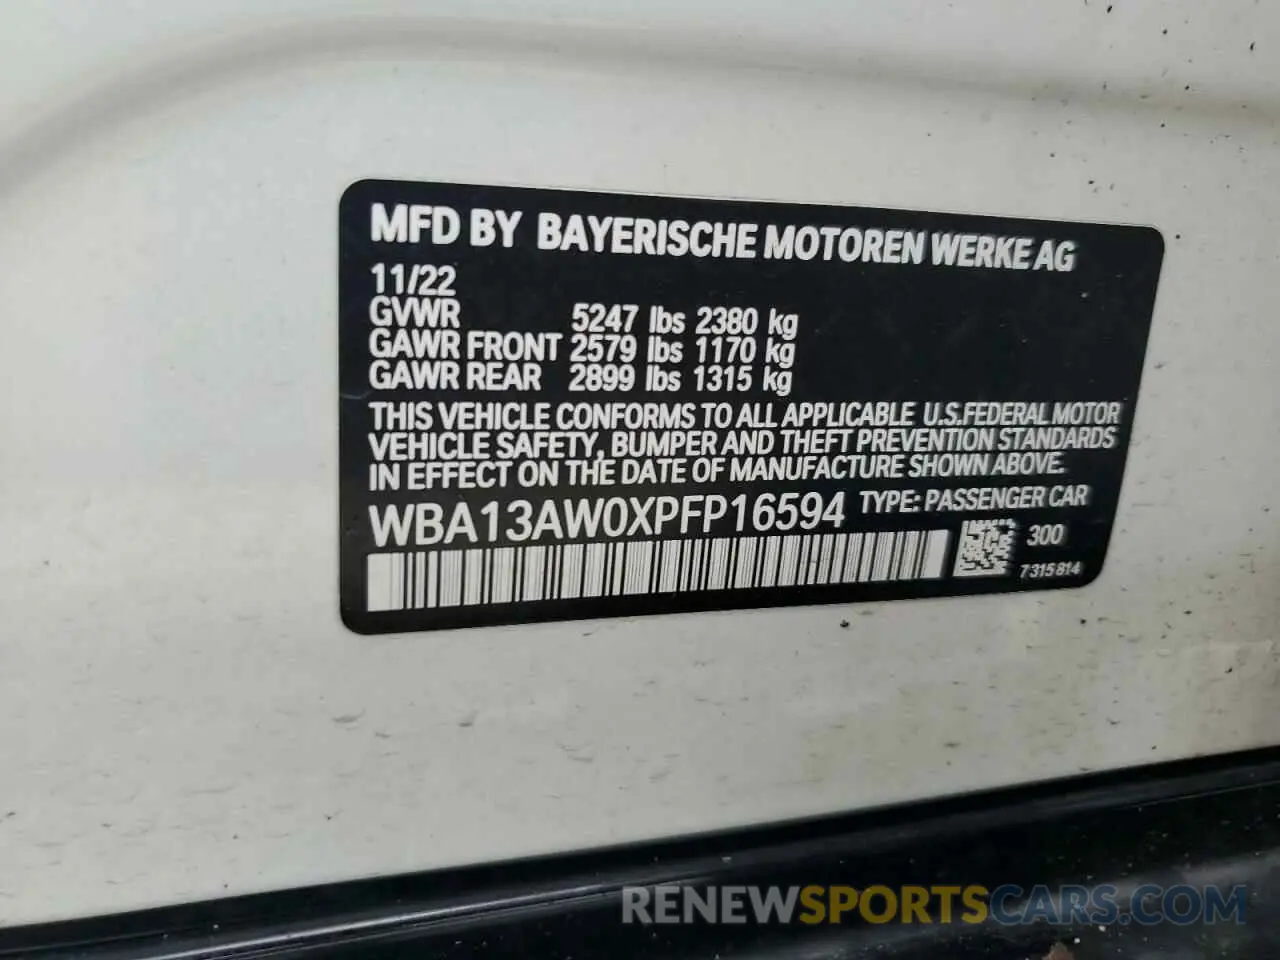 MFD BY BAYERISCHE MOTOREN WERKE AG
11/22
GVWR 5247 lbs 2380 kg
GAWR FRONT 2579 lbs 1170 kg
GAWR REAR 2899 lbs 1315 kg
THIS VEHICLE CONFORMS TO ALL APPLICABLE U.S.FEDERAL MOTOR
VEHICLE SAFETY, BUMPER AND THEFT PREVENTION STANDARDS
IN EFFECT ON THE DATE OF MANUFACTURE SHOWN ABOVE.
WBA13AW0XPFP16594 TYPE: PASSENGER CAR
300
7315814
RENEWSPORTSCARS.COM